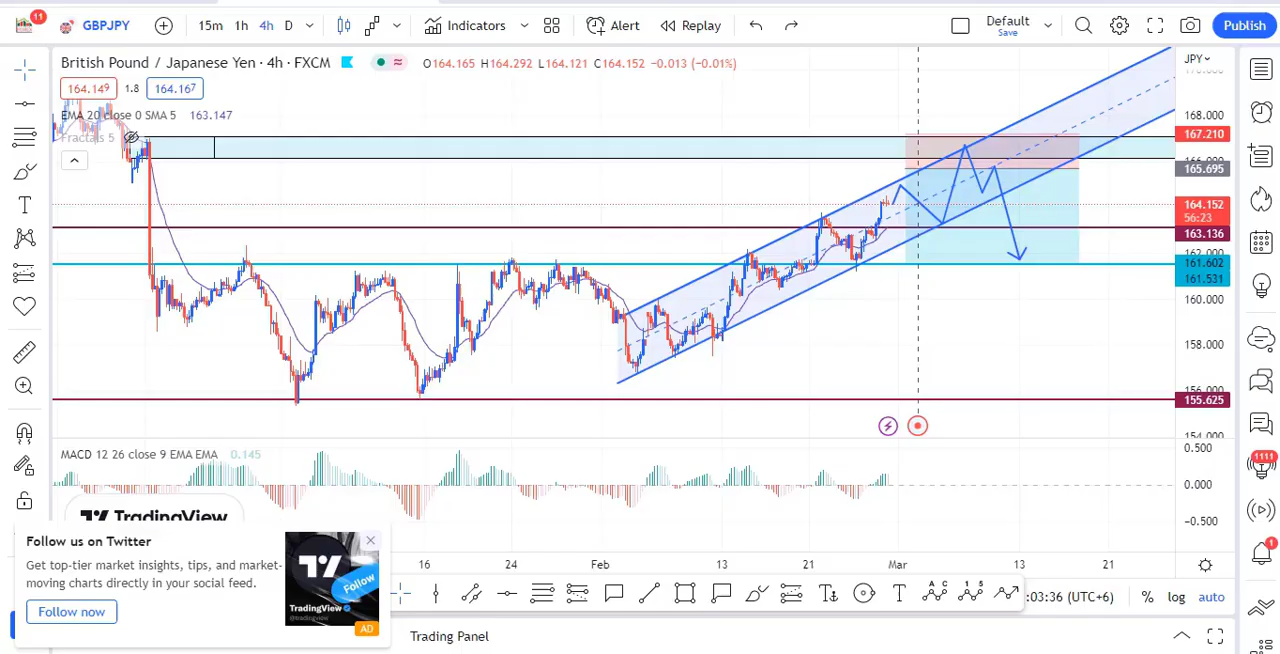 11
GBPJPY
15m 1h 4h D
Indicators
Alert
Replay
Default
Save
Publish
British Pound / Japanese Yen · 4h · FXCM
O164.165 H164.292 L164.121 C164.152 −0.013 (−0.01%)
JPY
164.149 1.8 164.167
EMA 20 close 0 SMA 5 163.147
Fractals 5
170.000
168.000
167.210
166.000
165.695
164.152
56:23
163.136
162.000
161.602
161.531
160.000
158.000
156.000
155.625
154.000
MACD 12 26 close 9 EMA EMA 0.145
0.500
0.000
−0.500
1111
1
TradingView
16 24 Feb 13 21 Mar 13 21
Follow us on Twitter
Get top-tier market insights, tips, and market-
moving charts directly in your social feed.
Follow now
Follow
TradingView
@tradingview
AD
:03:36 (UTC+6) % log auto
Trading Panel